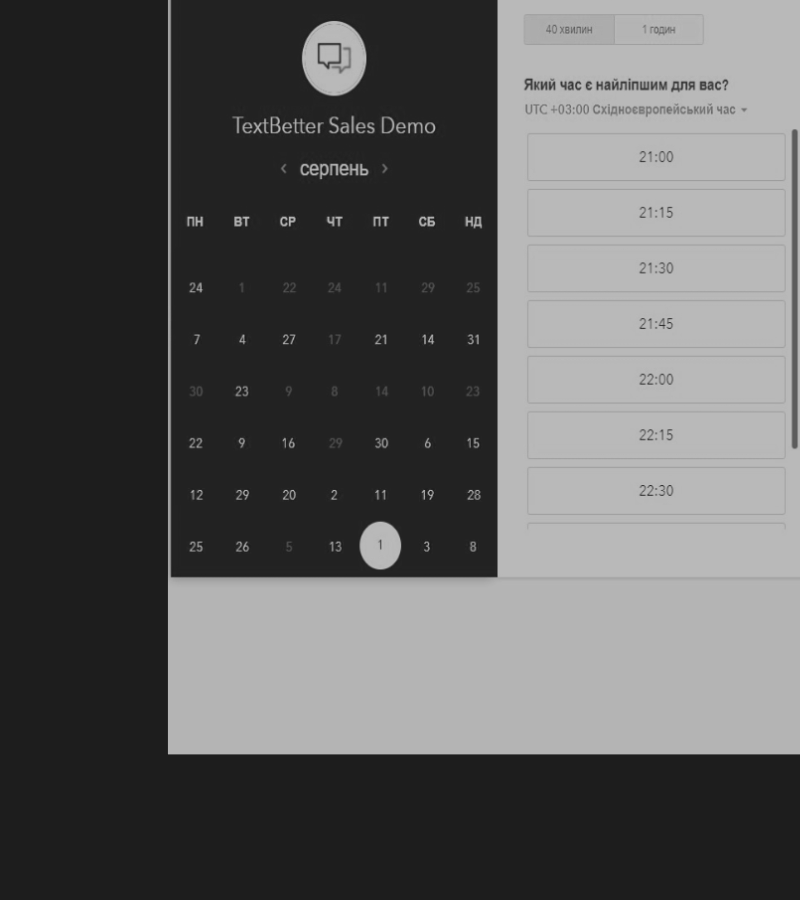 TextBetter Sales Demo
‹ серпень ›
ПН ВТ СР ЧТ ПТ СБ НД
24 1 22 24 11 29 25
7 4 27 17 21 14 31
30 23 9 8 14 10 23
22 9 16 29 30 6 15
12 29 20 2 11 19 28
25 26 5 13 1 3 8
40 хвилин 1 годин
Який час є найліпшим для вас?
UTC +03:00 Східноєвропейський час
21:00
21:15
21:30
21:45
22:00
22:15
22:30